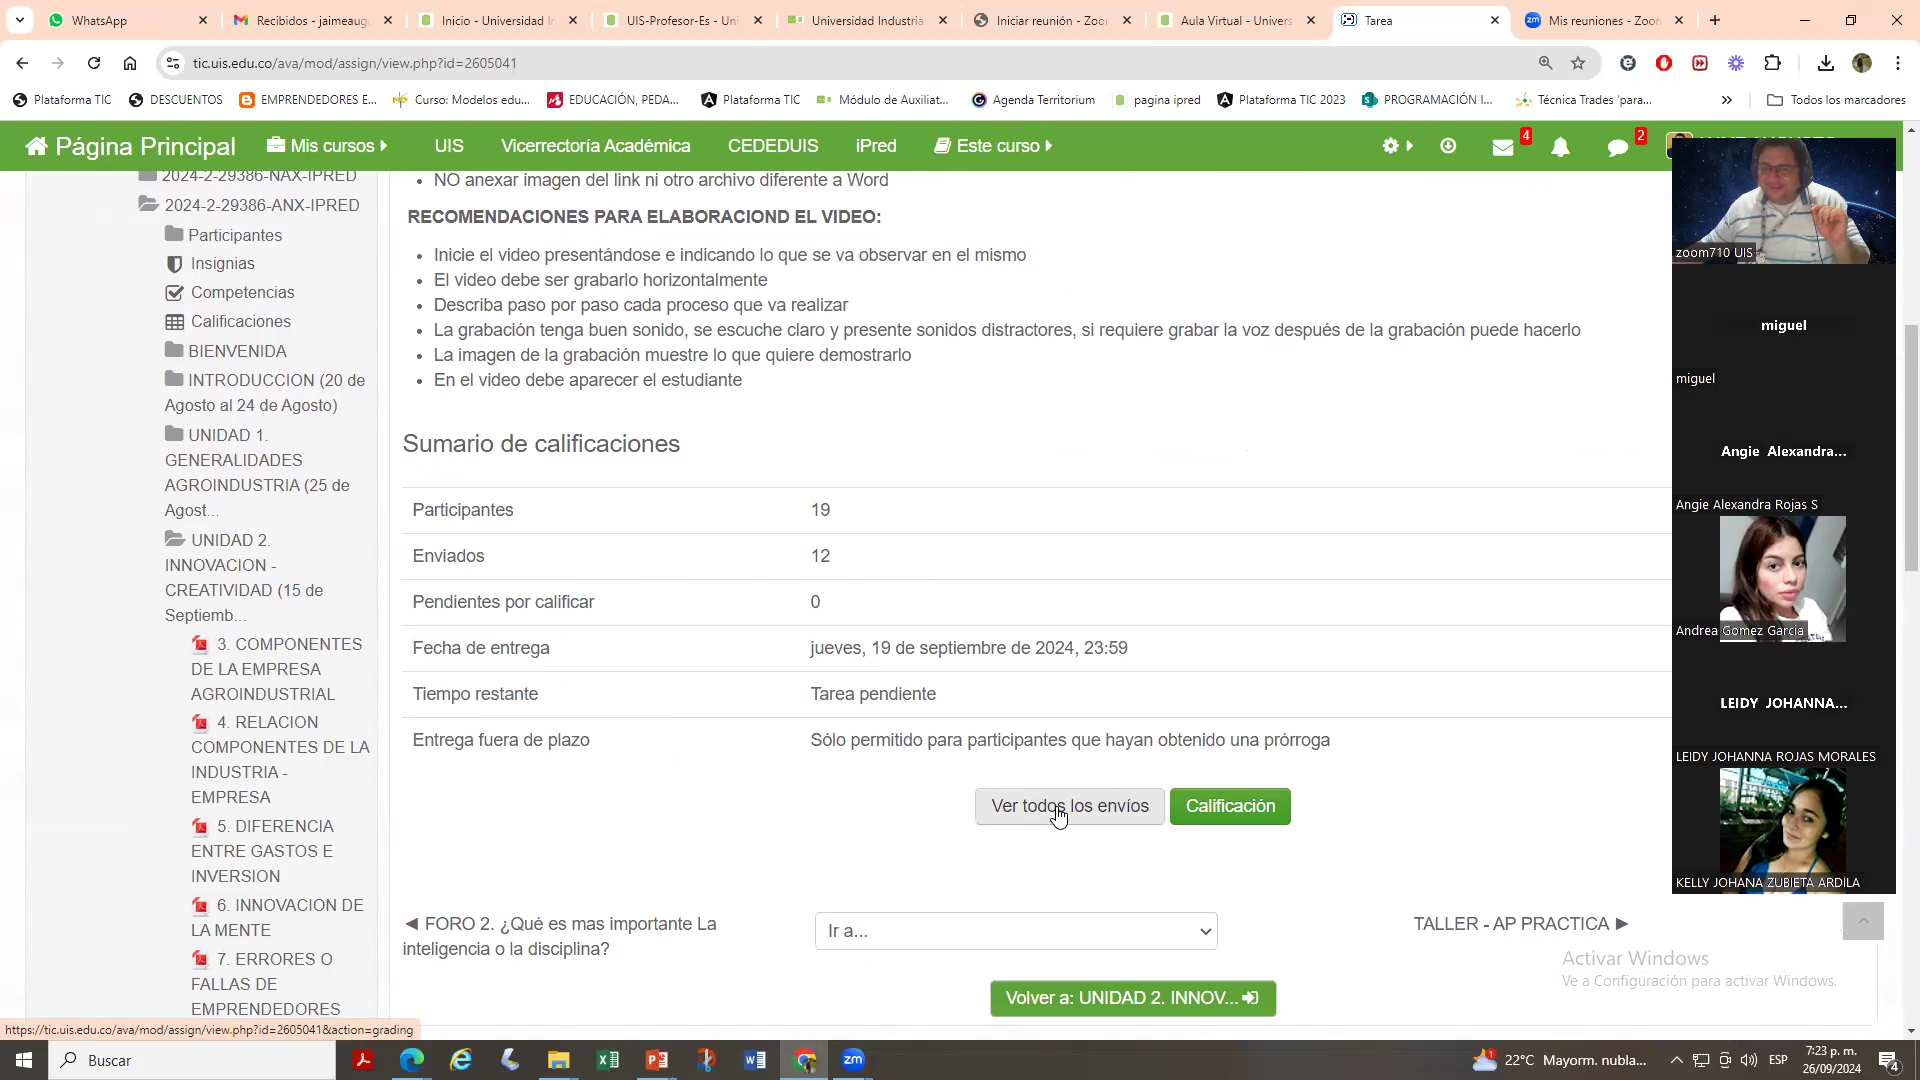 WhatsApp
Recibidos - jaimeaug
Inicio - Universidad In
UIS-Profesor-Es - Uni
Universidad Industria
Iniciar reunión - Zoo
Aula Virtual - Univers
Tarea
Mis reuniones - Zoo
tic.uis.edu.co/ava/mod/assign/view.php?id=2605041
Plataforma TIC
DESCUENTOS
EMPRENDEDORES E...
Curso: Modelos edu...
EDUCACIÓN, PEDA...
Plataforma TIC
Módulo de Auxiliat...
Agenda Territorium
pagina ipred
Plataforma TIC 2023
PROGRAMACIÓN I...
Técnica Trades 'para...
Todos los marcadores
Página Principal
Mis cursos
UIS
Vicerrectoría Académica
CEDEDUIS
iPred
Este curso
4
2
2024-2-29386-NAX-IPRED
2024-2-29386-ANX-IPRED
Participantes
Insignias
Competencias
Calificaciones
BIENVENIDA
INTRODUCCION (20 de
Agosto al 24 de Agosto)
UNIDAD 1.
GENERALIDADES
AGROINDUSTRIA (25 de
Agost...
UNIDAD 2.
INNOVACION -
CREATIVIDAD (15 de
Septiemb...
3. COMPONENTES
DE LA EMPRESA
AGROINDUSTRIAL
4. RELACION
COMPONENTES DE LA
INDUSTRIA -
EMPRESA
5. DIFERENCIA
ENTRE GASTOS E
INVERSION
6. INNOVACION DE
LA MENTE
7. ERRORES O
FALLAS DE
EMPRENDEDORES
NO anexar imagen del link ni otro archivo diferente a Word
RECOMENDACIONES PARA ELABORACIOND EL VIDEO:
Inicie el video presentándose e indicando lo que se va observar en el mismo
El video debe ser grabarlo horizontalmente
Describa paso por paso cada proceso que va realizar
La grabación tenga buen sonido, se escuche claro y presente sonidos distractores, si requiere grabar la voz después de la grabación puede hacerlo
La imagen de la grabación muestre lo que quiere demostrarlo
En el video debe aparecer el estudiante
Sumario de calificaciones
Participantes 19
Enviados 12
Pendientes por calificar 0
Fecha de entrega jueves, 19 de septiembre de 2024, 23:59
Tiempo restante Tarea pendiente
Entrega fuera de plazo Sólo permitido para participantes que hayan obtenido una prórroga
Ver todos los envíos
Calificación
◄ FORO 2. ¿Qué es mas importante La
inteligencia o la disciplina?
Ir a...
TALLER - AP PRACTICA ►
Volver a: UNIDAD 2. INNOV...
Activar Windows
Ve a Configuración para activar Windows.
zoom710 UIS
miguel
miguel
Angie Alexandra...
Angie Alexandra Rojas S
Andrea Gomez Garcia
LEIDY JOHANNA...
LEIDY JOHANNA ROJAS MORALES
KELLY JOHANA ZUBIETA ARDILA
https://tic.uis.edu.co/ava/mod/assign/view.php?id=2605041&action=grading
Buscar
22°C Mayorm. nubla...
ESP
7:23 p. m.
26/09/2024
4